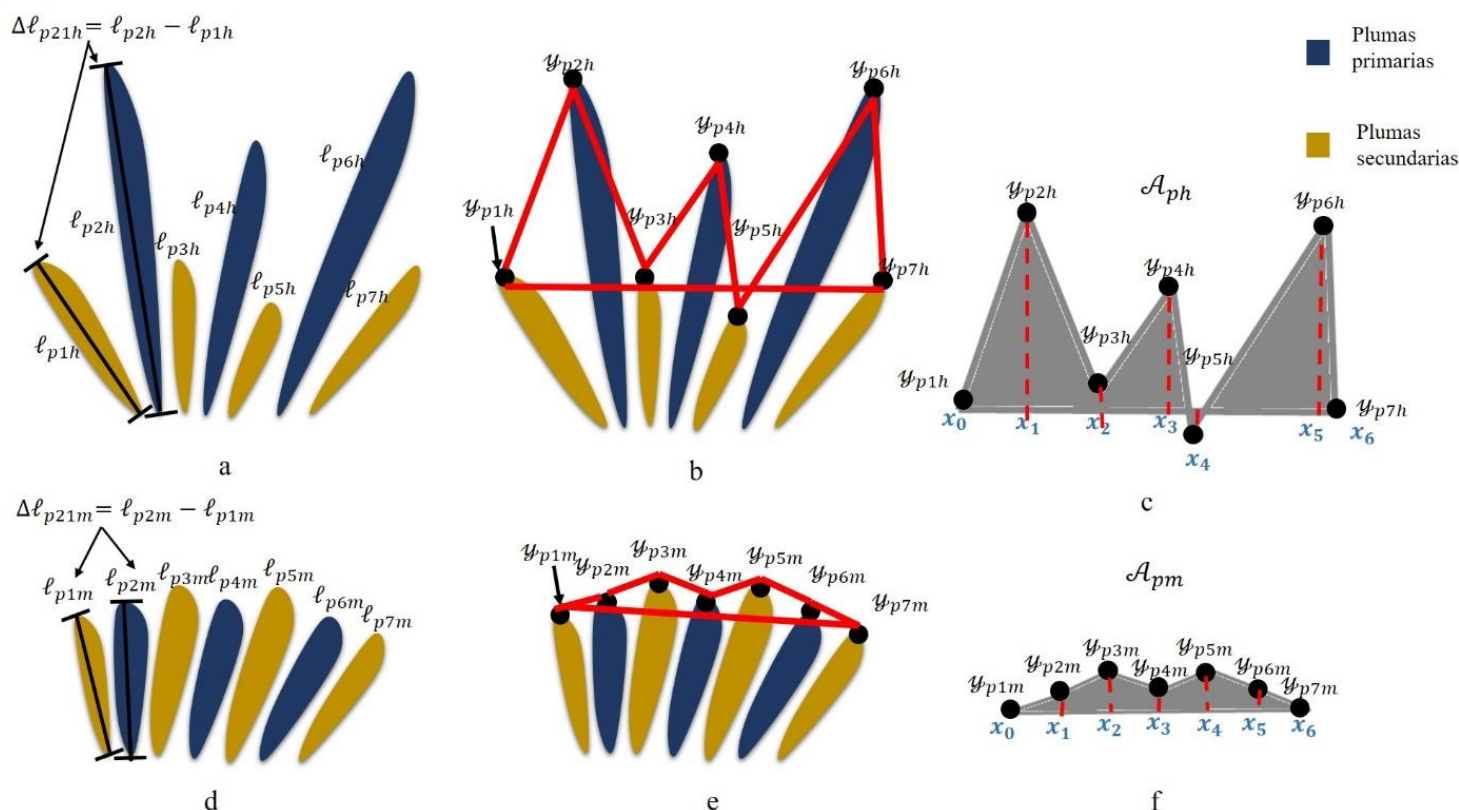 Δℓp21h= ℓp2h − ℓp1h
ℓp2h
ℓp1h
ℓp3h
ℓp4h
ℓp5h
ℓp6h
ℓp7h
a
𝓎p1h
𝓎p2h
𝓎p3h
𝓎p4h
𝓎p5h
𝓎p6h
𝓎p7h
b
Plumas
primarias
Plumas
secundarias
𝒜ph
𝓎p1h
𝓎p2h
𝓎p3h
𝓎p4h
𝓎p5h
𝓎p6h
𝓎p7h
x0
x1
x2
x3
x4
x5
x6
c
Δℓp21m= ℓp2m − ℓp1m
ℓp1m
ℓp2m
ℓp3m
ℓp4m
ℓp5m
ℓp6m
ℓp7m
d
𝓎p1m
𝓎p2m
𝓎p3m
𝓎p4m
𝓎p5m
𝓎p6m
𝓎p7m
e
𝒜pm
𝓎p1m
𝓎p2m
𝓎p3m
𝓎p4m
𝓎p5m
𝓎p6m
𝓎p7m
x0
x1
x2
x3
x4
x5
x6
f